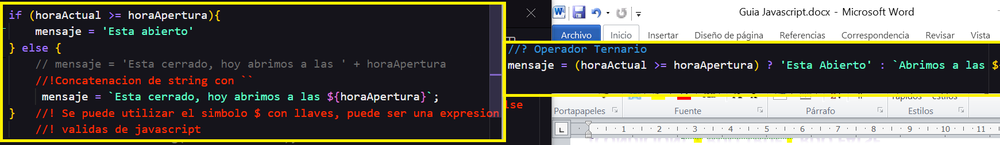 if (horaActual >= horaApertura){
mensaje = 'Esta abierto'
} else {
// mensaje = 'Esta cerrado, hoy abrimos a las ' + horaApertura
//!Concatenacion de string con ``
mensaje = `Esta cerrado, hoy abrimos a las ${horaApertura}`;
} //! Se puede utilizar el simbolo $ con llaves, puede ser una expresion
//! validas de javascript
lse
Guia Javascript.docx - Microsoft Word
Archivo Inicio Insertar Diseño de página Referencias Correspondencia Revisar Vista
//? Operador Ternario
mensaje = (horaActual >= horaApertura) ? 'Esta Abierto' : `Abrimos a las $
Portapapeles Fuente Párrafo Estilos
1 2 3 4 5 6 7 8 9 10 11